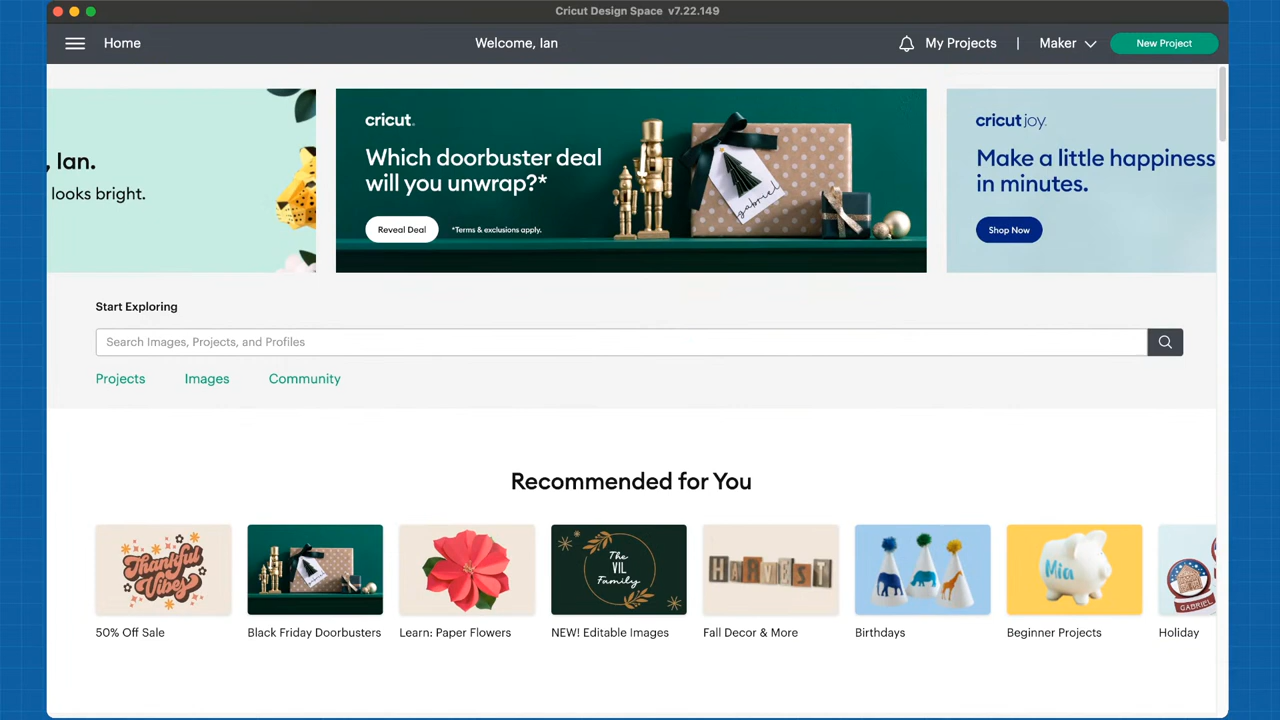 Cricut Design Space v7.22.149
Home
Welcome, Ian
My Projects | Maker
New Project
, Ian.
looks bright.
cricut.
Which doorbuster deal
will you unwrap?*
Reveal Deal
*Terms & exclusions apply.
gabriel
cricut joy.
Make a little happiness
in minutes.
Shop Now
Start Exploring
Search Images, Projects, and Profiles
Projects
Images
Community
Recommended for You
Thankful
Vibes
50% Off Sale
Black Friday Doorbusters
Learn: Paper Flowers
The
VIL
Family
NEW! Editable Images
HARVEST
Fall Decor & More
Birthdays
Mia
Beginner Projects
GABRIEL
Holiday